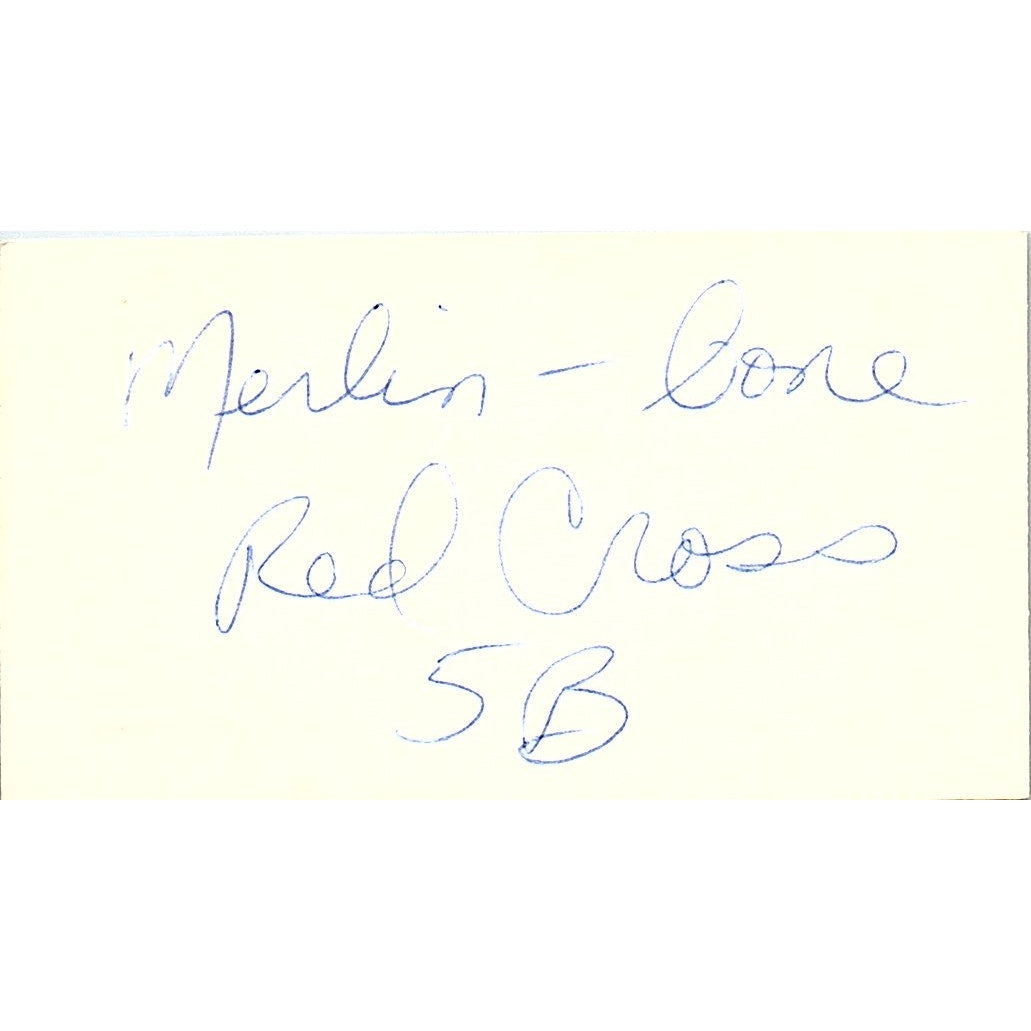 Merlin - Cone
Red Cross
5B